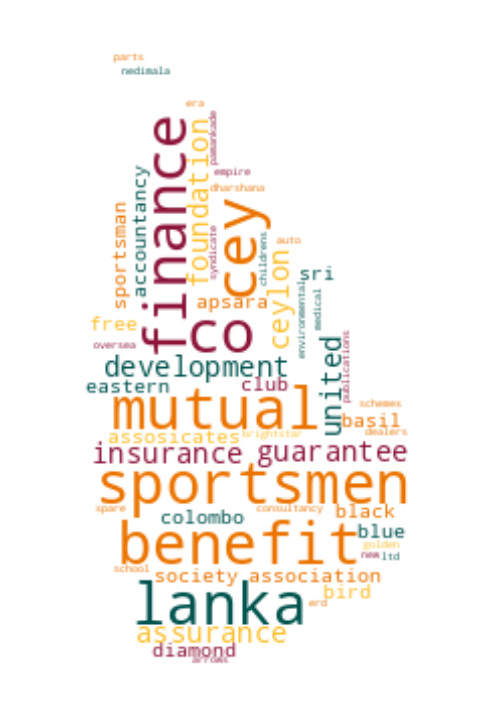 parts
nedimala
era
finance
foundation
pamankade
empire
dharshana
accountancy
sportsman
cey
syndicate
childrens
auto
ceylon
sri
environmental
medical
apsara
free
co
oversea
development
united
publications
eastern
club
mutual
schemes
basil
dealers
assosicates
brightstar
insurance
guarantee
sportsmen
spare
consultancy
black
colombo
blue
benefit
golden
new
ltd
school
society
association
lanka
bird
erd
assurance
diamond
arrows